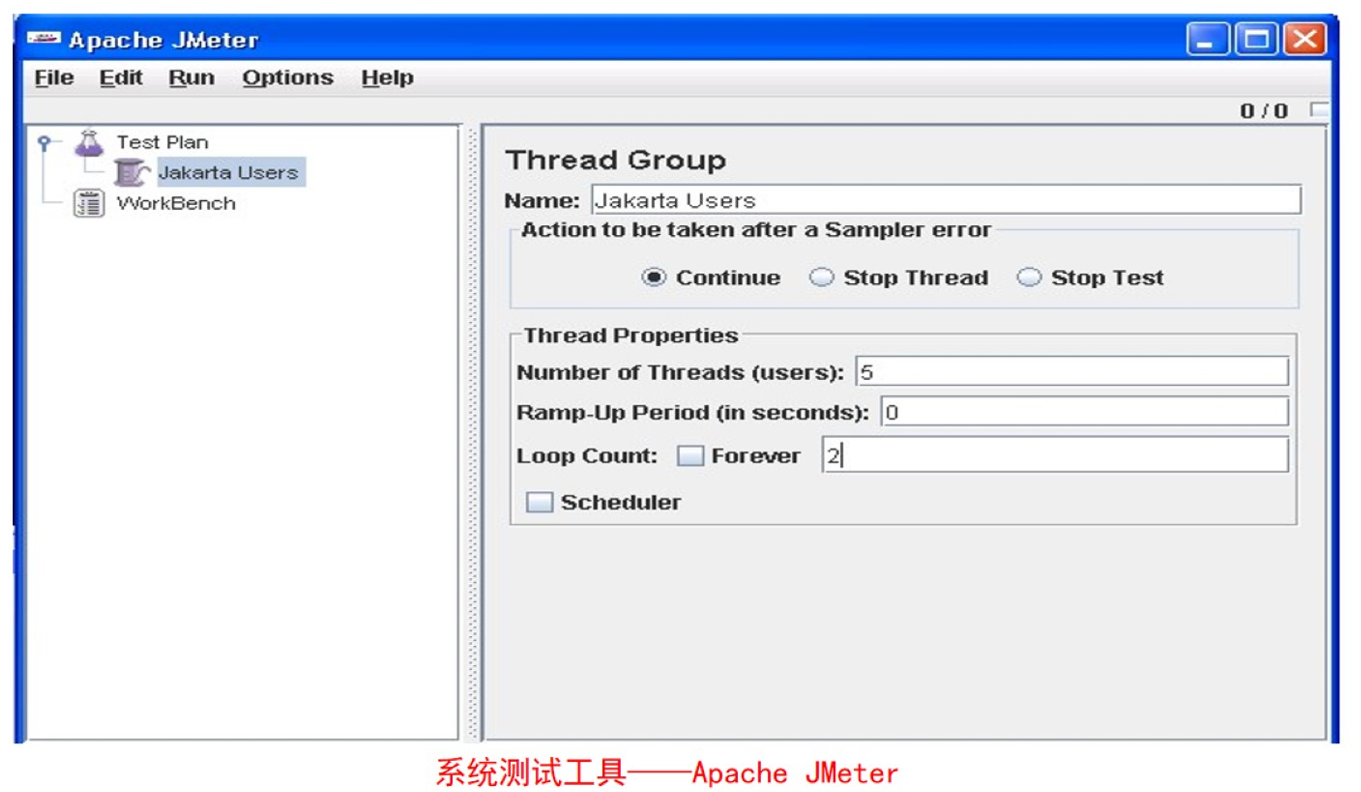 Apache JMeter
File Edit Run Options Help
0 / 0
Test Plan
Jakarta Users
WorkBench
Thread Group
Name: Jakarta Users
Action to be taken after a Sampler error
Continue Stop Thread Stop Test
Thread Properties
Number of Threads (users): 5
Ramp-Up Period (in seconds): 0
Loop Count: Forever 2
Scheduler
系统测试工具——Apache JMeter